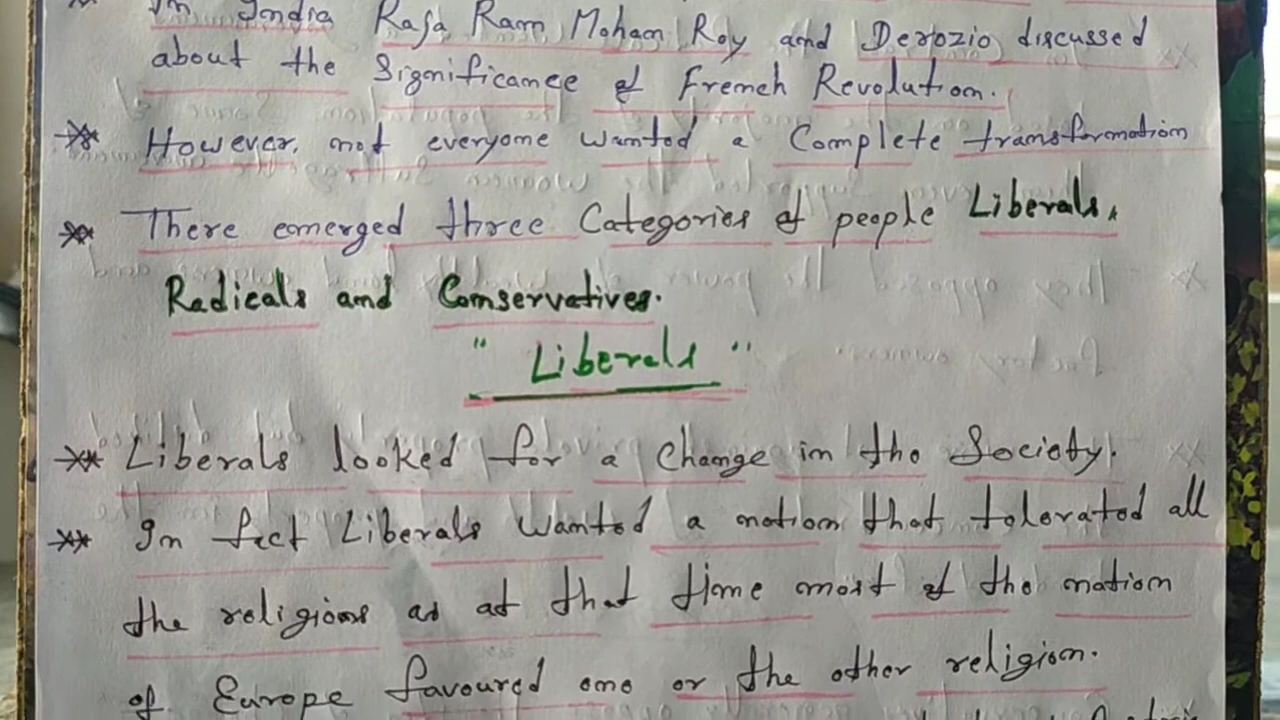 In India Raja Ram Moham Roy and Derozio discussed
about the Significance of French Revolution.
However, not everyone wanted a Complete transformation
There emerged three Categories of people Liberals,
Radicals and Conservatives.
"Liberals"
Liberals looked for a change in the Society.
In fact Liberals wanted a nation that tolerated all
the religions as at that time most of the nation
of Europe favoured one or the other religion.